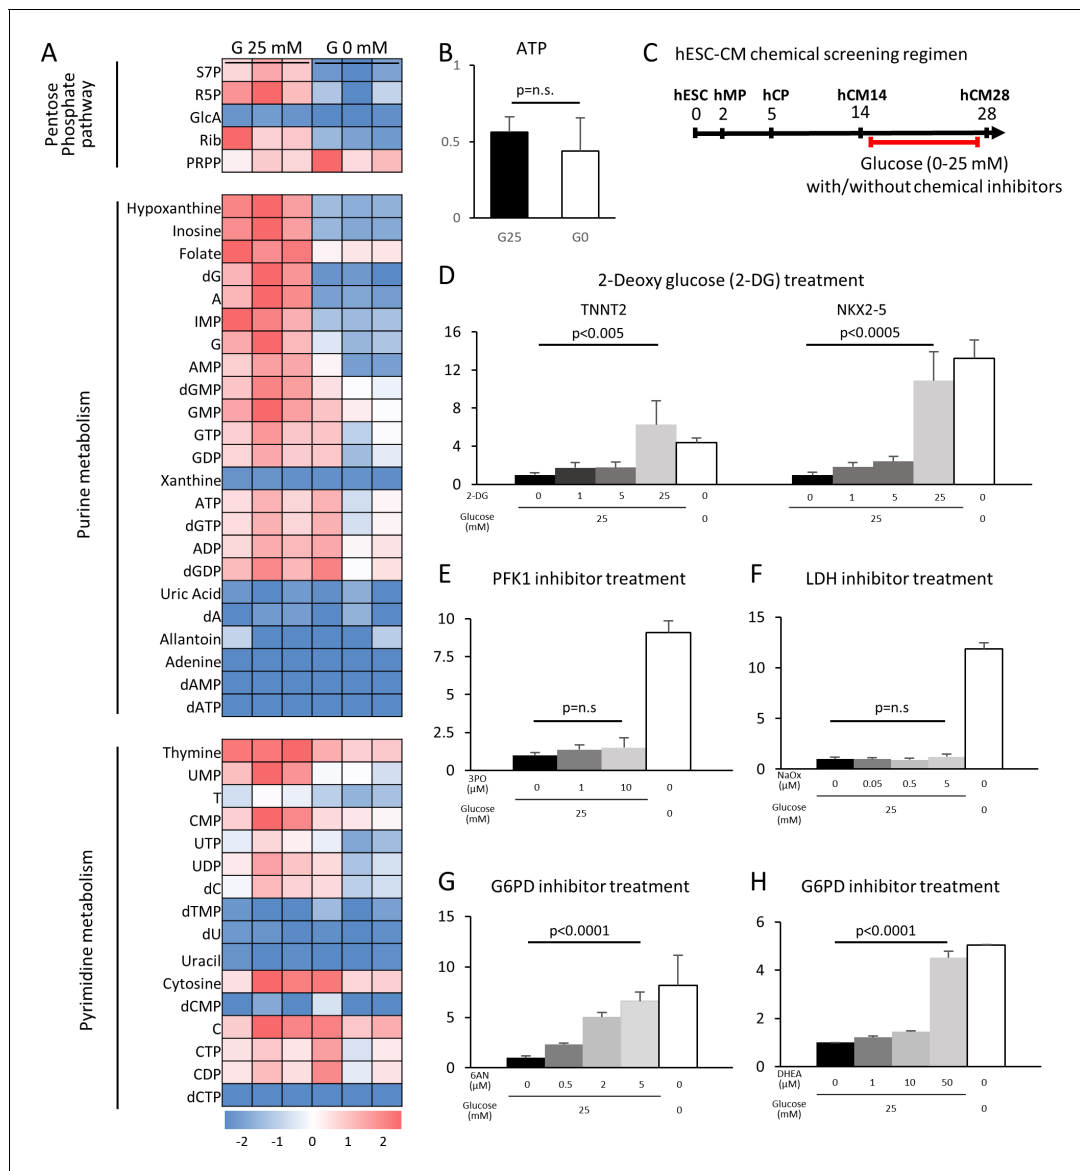 A
G 25 mM
G 0 mM
Pentose
Phosphate
pathway
S7P
R5P
GlcA
Rib
PRPP
Purine metabolism
Hypoxanthine
Inosine
Folate
dG
A
IMP
G
AMP
dGMP
GMP
GTP
GDP
Xanthine
ATP
dGTP
ADP
dGDP
Uric Acid
dA
Allantoin
Adenine
dAMP
dATP
Pyrimidine metabolism
Thymine
UMP
T
CMP
UTP
UDP
dC
dTMP
dU
Uracil
Cytosine
dCMP
C
CTP
CDP
dCTP
-2 -1 0 1 2
B
ATP
1
0.5
0
p=n.s.
G25 G0
C
hESC-CM chemical screening regimen
hESC hMP hCP hCM14 hCM28
0 2 5 14 28
Glucose (0-25 mM)
with/without chemical inhibitors
D
2-Deoxy glucose (2-DG) treatment
TNNT2 NKX2-5
16
12
8
4
0
p<0.005 p<0.0005
2-DG 0 1 5 25 0 0 1 5 25 0
Glucose
(mM)
25 0 25 0
E
PFK1 inhibitor treatment
10
7.5
5
2.5
0
p=n.s
3PO
(μM)
0 1 10 0
Glucose
(mM)
25 0
F
LDH inhibitor treatment
15
10
5
0
p=n.s
NaOx
(μM)
0 0.05 0.5 5 0
Glucose
(mM)
25 0
G
G6PD inhibitor treatment
15
10
5
0
p<0.0001
6AN
(μM)
0 0.5 2 5 0
Glucose
(mM)
25 0
H
G6PD inhibitor treatment
6
4
2
0
p<0.0001
DHEA
(μM)
0 1 10 50 0
Glucose
(mM)
25 0